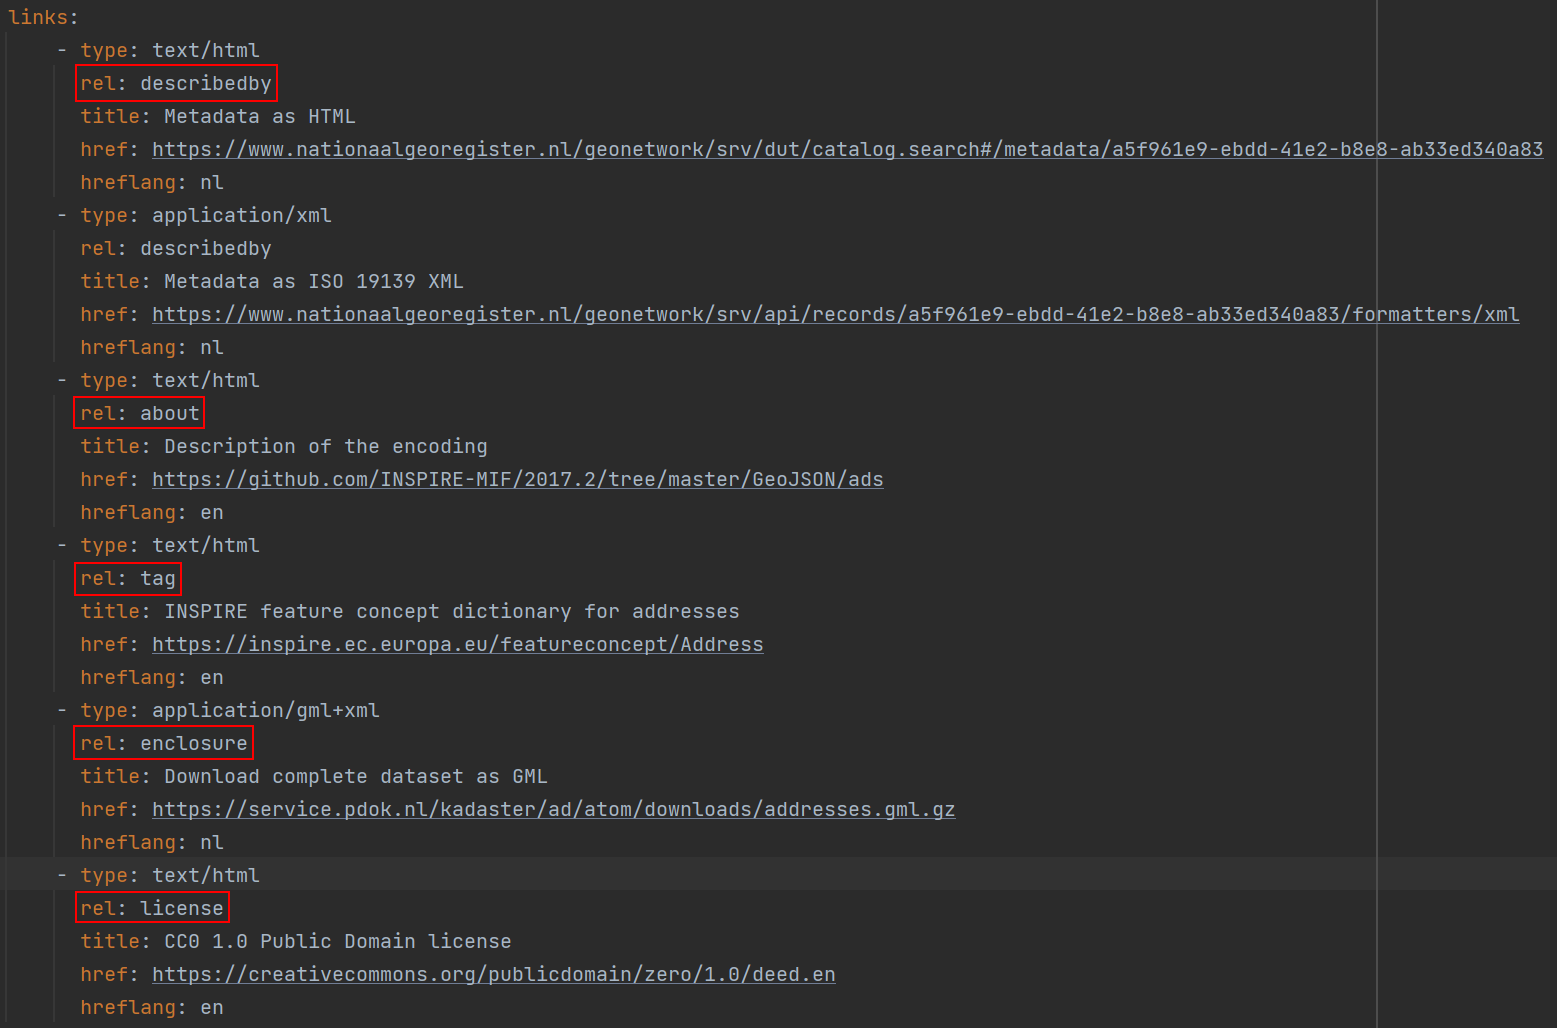 links:
- type: text/html
rel: describedby
title: Metadata as HTML
href: https://www.nationaalgeoregister.nl/geonetwork/srv/dut/catalog.search#/metadata/a5f961e9-ebdd-41e2-b8e8-ab33ed340a83
hreflang: nl
- type: application/xml
rel: describedby
title: Metadata as ISO 19139 XML
href: https://www.nationaalgeoregister.nl/geonetwork/srv/api/records/a5f961e9-ebdd-41e2-b8e8-ab33ed340a83/formatters/xml
hreflang: nl
- type: text/html
rel: about
title: Description of the encoding
href: https://github.com/INSPIRE-MIF/2017.2/tree/master/GeoJSON/ads
hreflang: en
- type: text/html
rel: tag
title: INSPIRE feature concept dictionary for addresses
href: https://inspire.ec.europa.eu/featureconcept/Address
hreflang: en
- type: application/gml+xml
rel: enclosure
title: Download complete dataset as GML
href: https://service.pdok.nl/kadaster/ad/atom/downloads/addresses.gml.gz
hreflang: nl
- type: text/html
rel: license
title: CC0 1.0 Public Domain license
href: https://creativecommons.org/publicdomain/zero/1.0/deed.en
hreflang: en